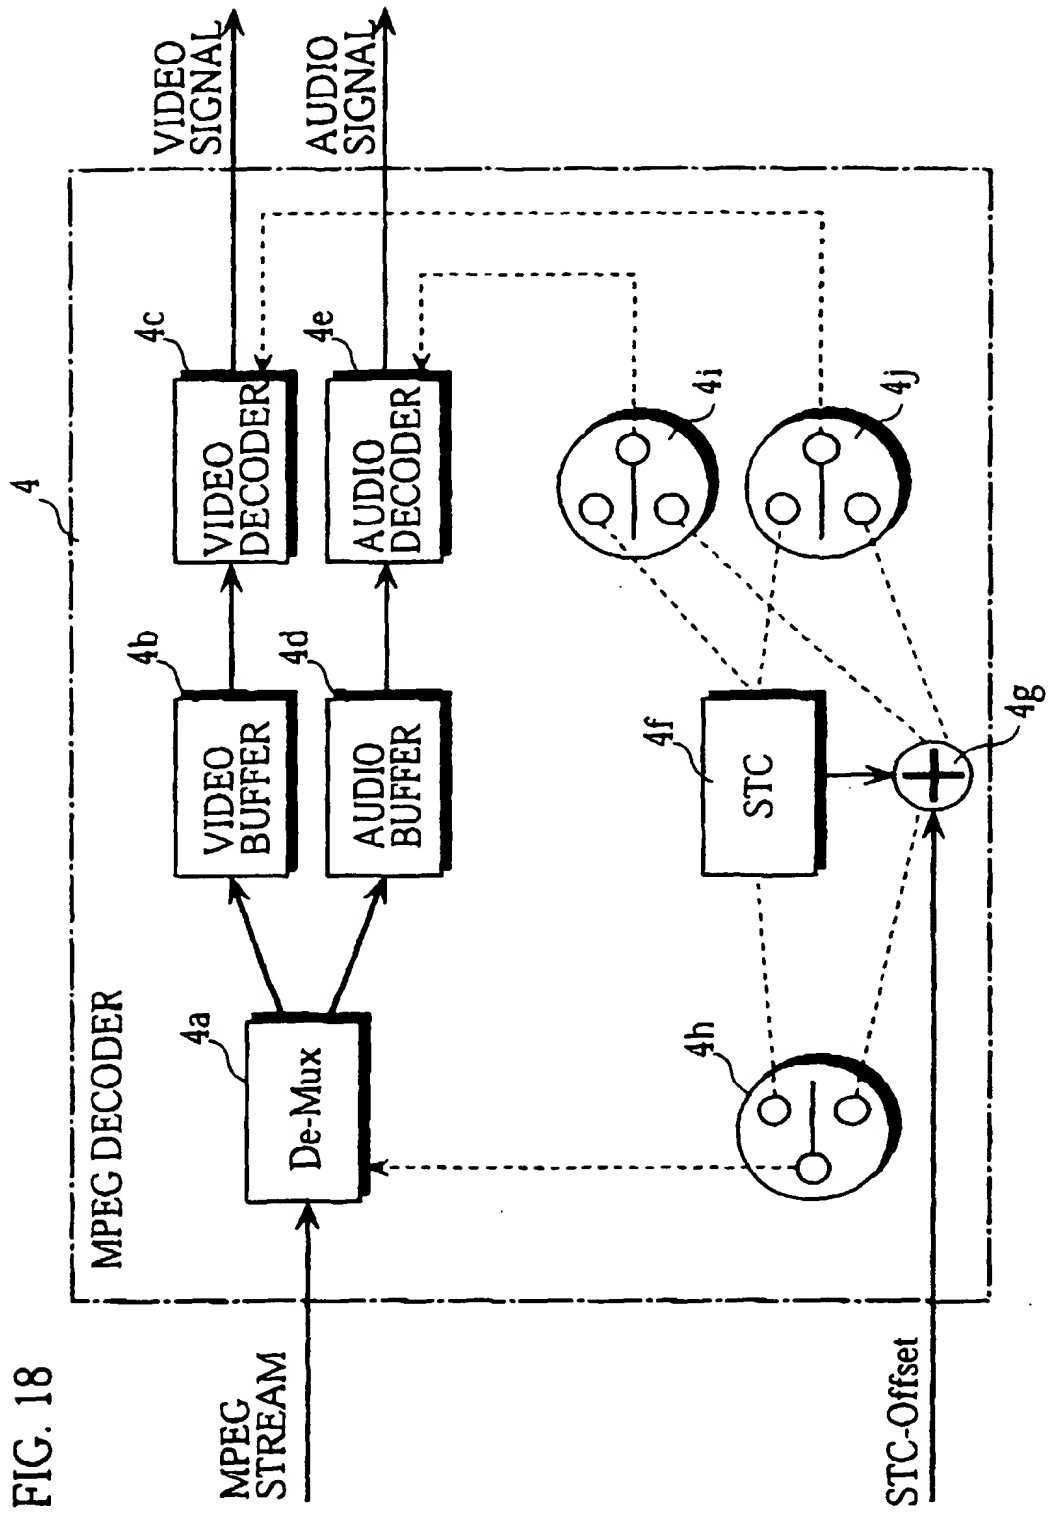 FIG. 18
MPEG DECODER
4
MPEG
STREAM
De-Mux
4a
VIDEO
BUFFER
4b
VIDEO
DECODER
4c
VIDEO
SIGNAL
AUDIO
BUFFER
4d
AUDIO
DECODER
4e
AUDIO
SIGNAL
STC
4f
4g
4h
4i
4j
STC-Offset